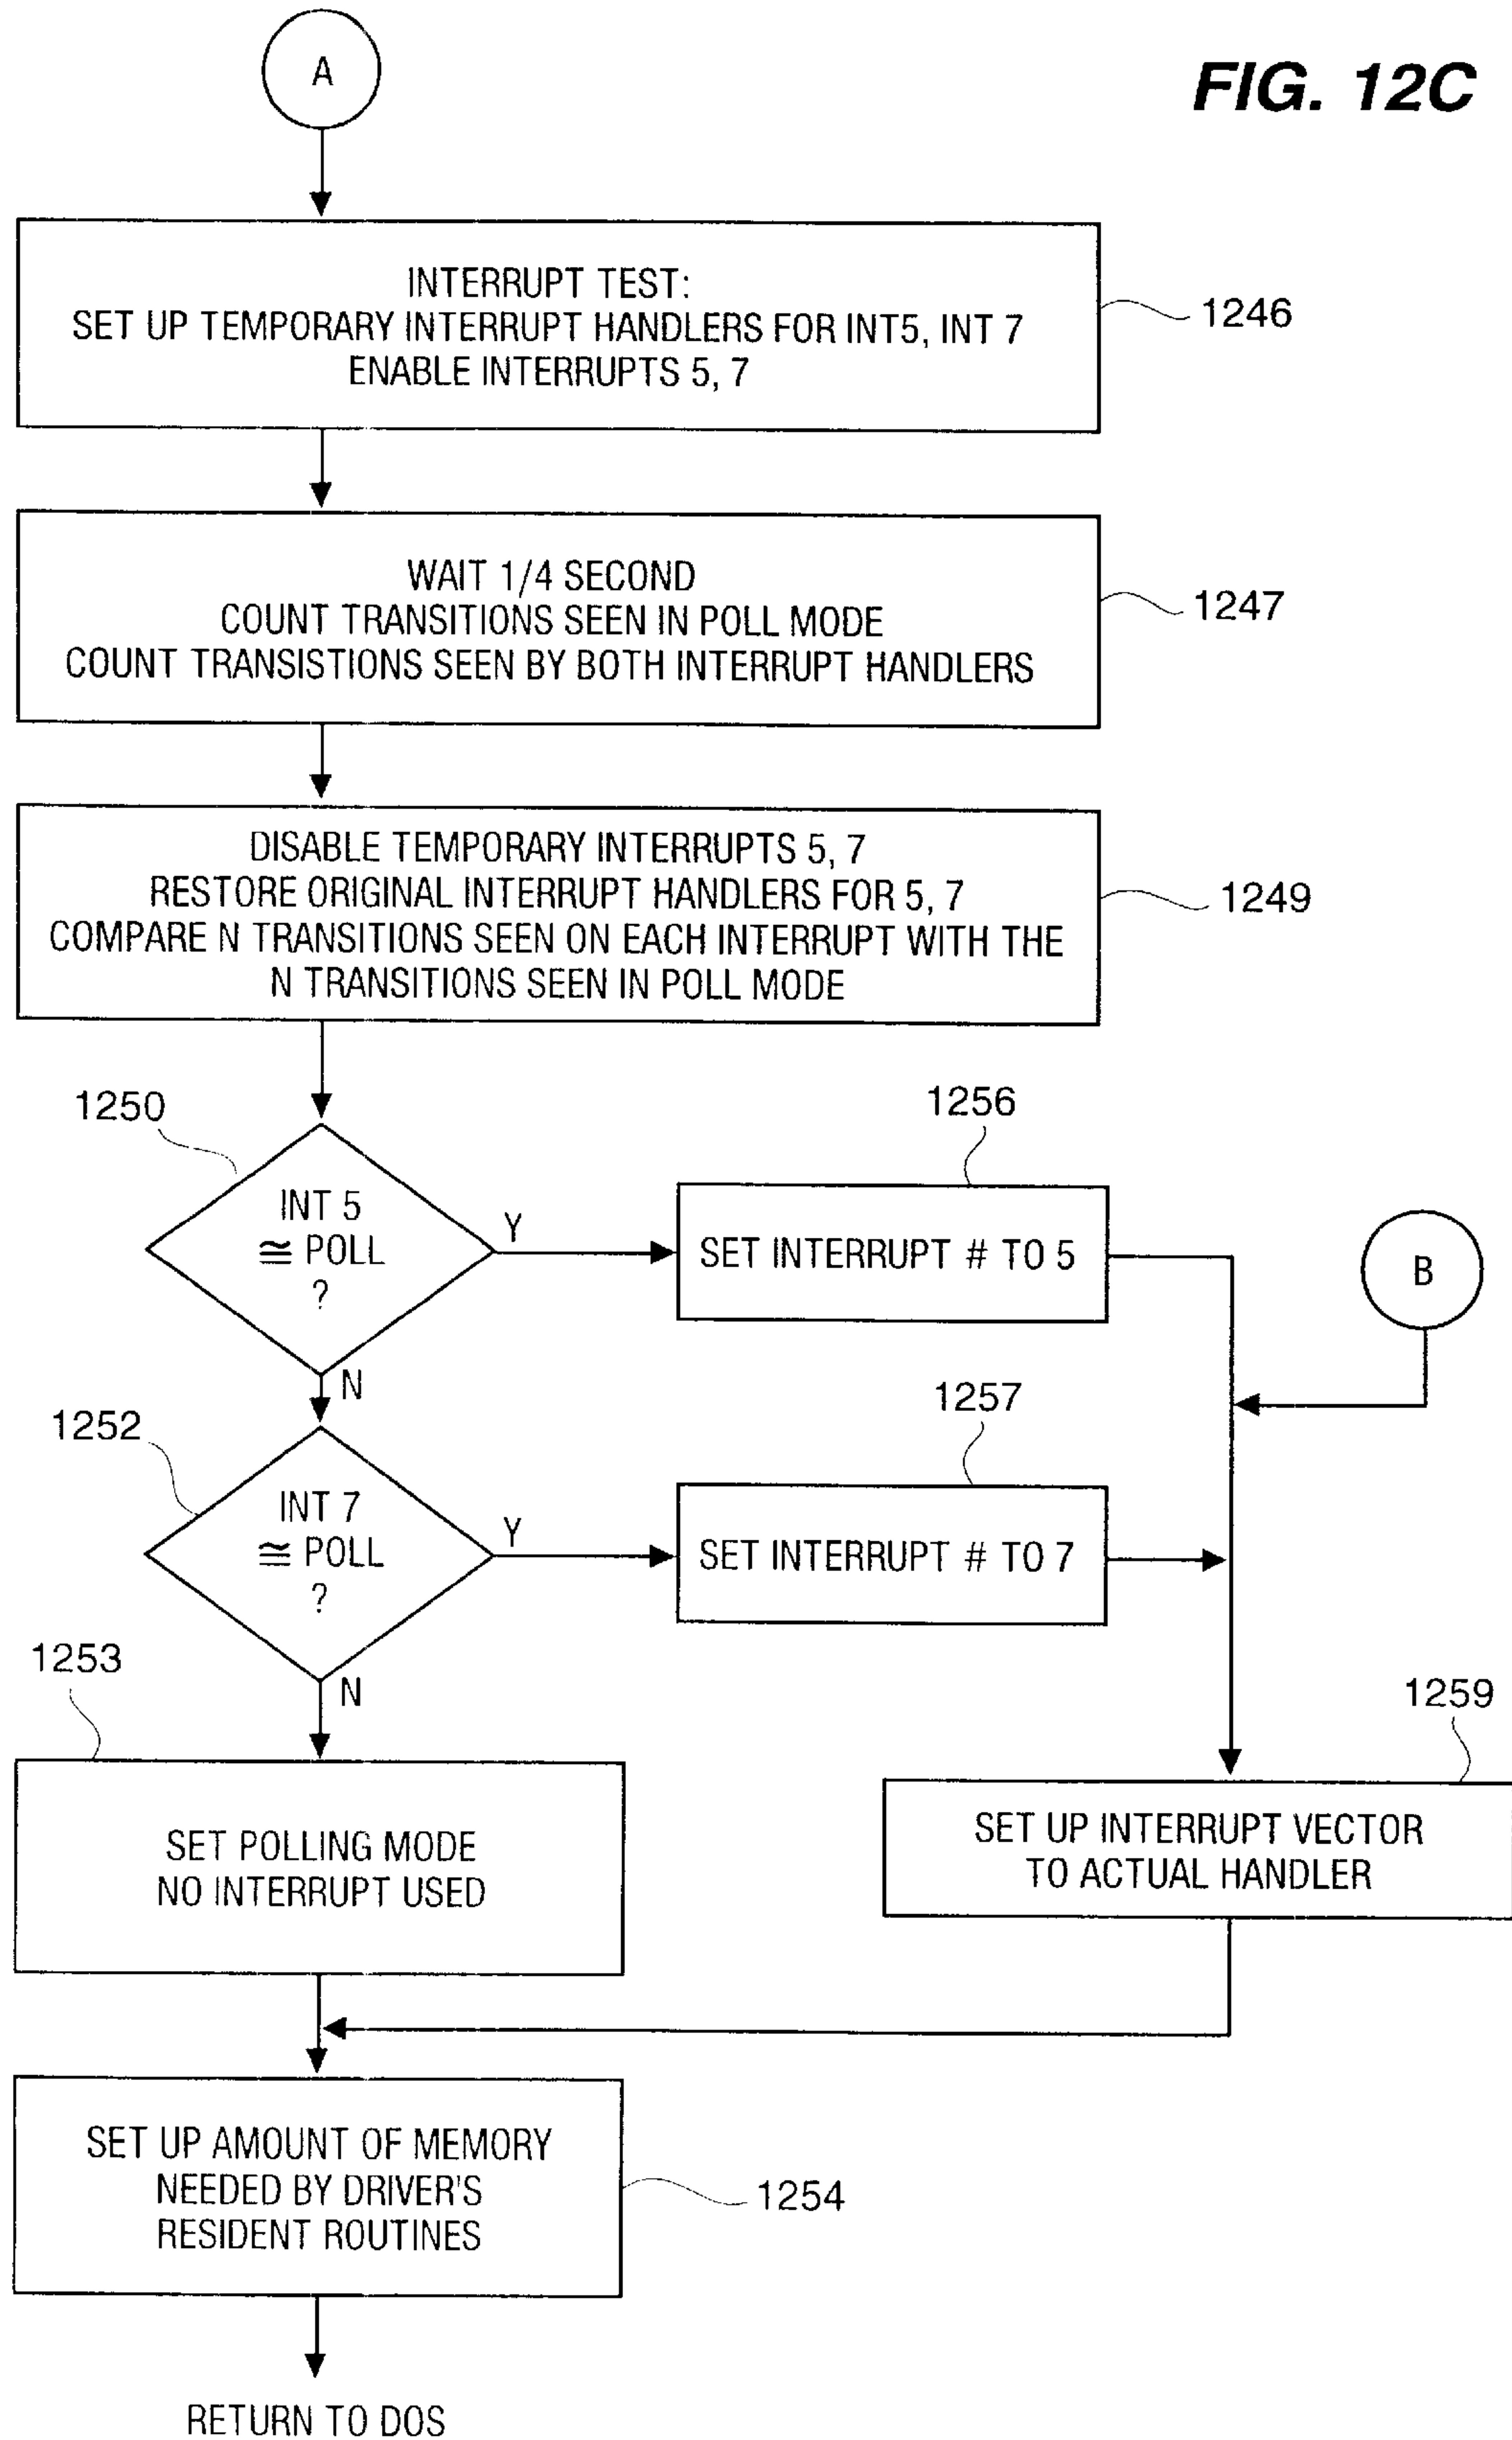 A
FIG. 12C
INTERRUPT TEST:
SET UP TEMPORARY INTERRUPT HANDLERS FOR INT5, INT 7
ENABLE INTERRUPTS 5, 7
1246
WAIT 1/4 SECOND
COUNT TRANSITIONS SEEN IN POLL MODE
COUNT TRANSISTIONS SEEN BY BOTH INTERRUPT HANDLERS
1247
DISABLE TEMPORARY INTERRUPTS 5, 7
RESTORE ORIGINAL INTERRUPT HANDLERS FOR 5, 7
COMPARE N TRANSITIONS SEEN ON EACH INTERRUPT WITH THE
N TRANSITIONS SEEN IN POLL MODE
1249
1250
INT 5
≅ POLL
?
Y
N
1256
SET INTERRUPT # TO 5
B
1252
INT 7
≅ POLL
?
Y
N
1257
SET INTERRUPT # TO 7
1253
SET POLLING MODE
NO INTERRUPT USED
1259
SET UP INTERRUPT VECTOR
TO ACTUAL HANDLER
SET UP AMOUNT OF MEMORY
NEEDED BY DRIVER'S
RESIDENT ROUTINES
1254
RETURN TO DOS